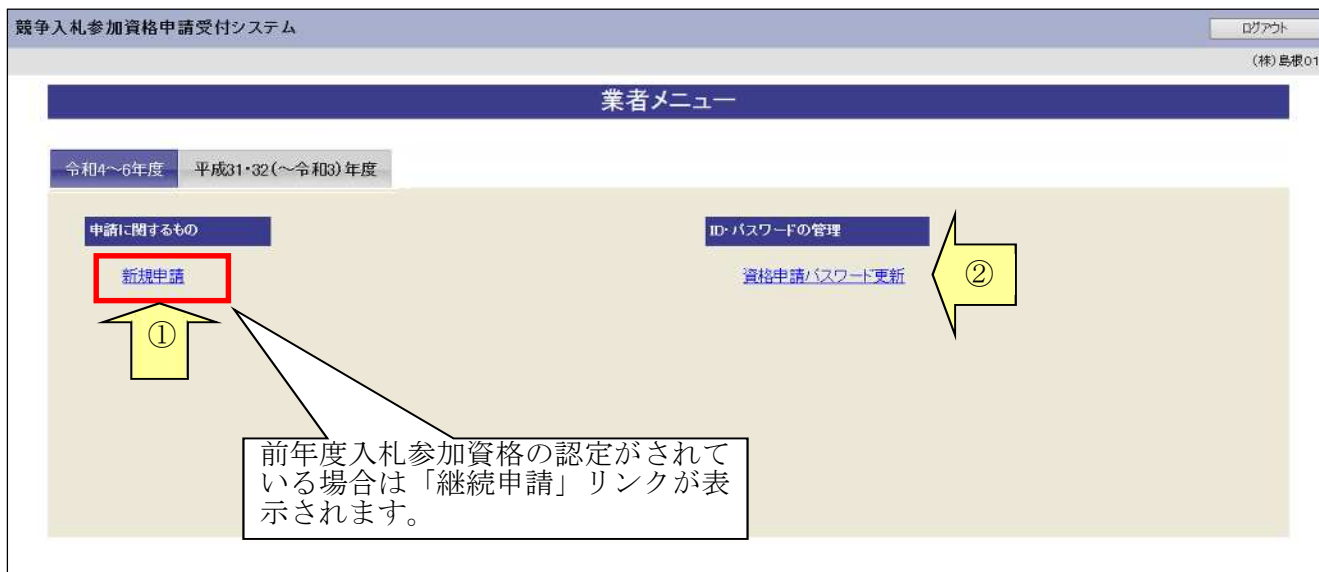 競争入札参加資格申請受付システム
ログアウト
(株)島根01
業者メニュー
令和4～6年度
平成31・32(～令和3)年度
申請に関するもの
ID・パスワードの管理
新規申請
資格申請パスワード更新
②
①
前年度入札参加資格の認定がされて
いる場合は「継続申請」リンクが表
示されます。